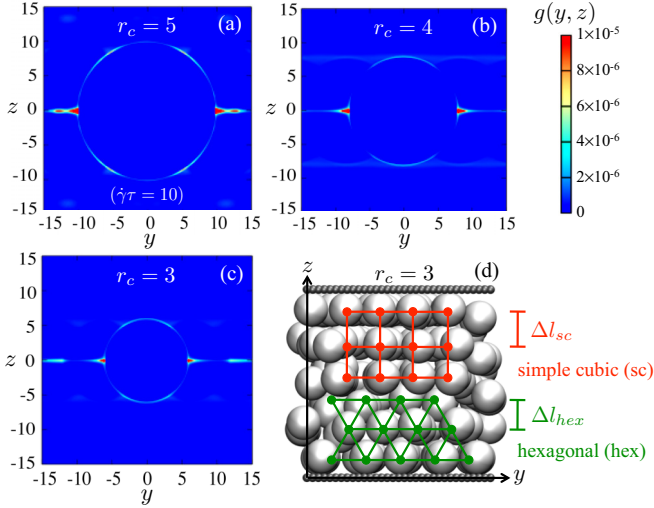 g(y, z)
r_c = 5
(a)
15
10
5
z 0
-5
-10
-15
(γ̇τ = 10)
-15 -10 -5 0 5 10 15
y
r_c = 4
(b)
15
10
5
z 0
-5
-10
-15
-15 -10 -5 0 5 10 15
y
1×10⁻⁵
8×10⁻⁶
6×10⁻⁶
4×10⁻⁶
2×10⁻⁶
0
r_c = 3
(c)
15
10
5
z 0
-5
-10
-15
-15 -10 -5 0 5 10 15
y
z
r_c = 3
(d)
Δl_sc
simple cubic (sc)
Δl_hex
hexagonal (hex)
y